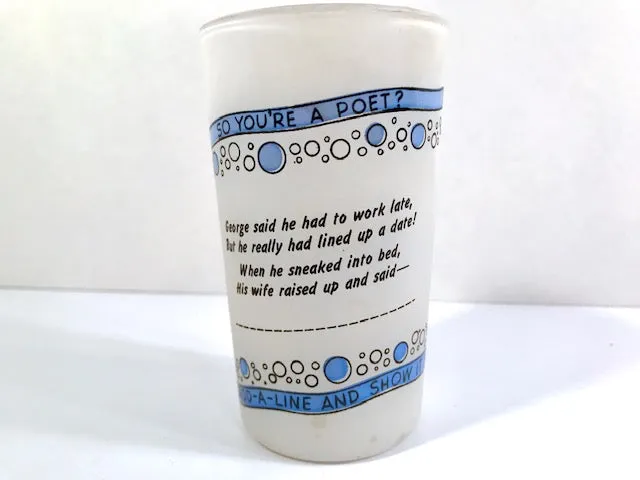 SO YOU'RE A POET?
George said he had to work late,
But he really had lined up a date!
When he sneaked into bed,
His wife raised up and said—
-A-LINE AND SHOW